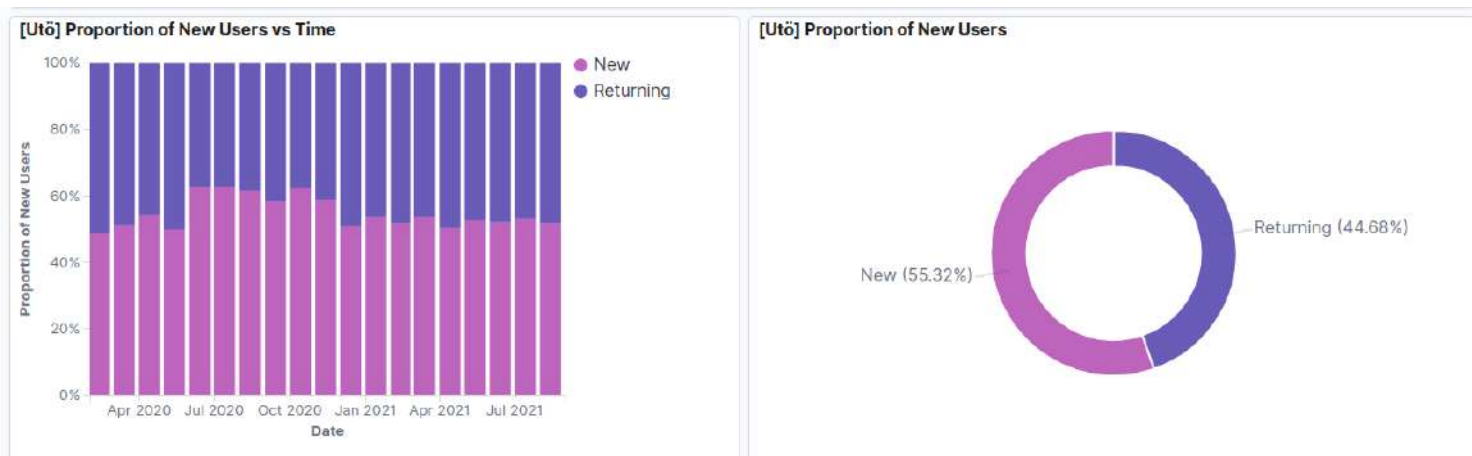 [Utö] Proportion of New Users vs Time
100%
80%
60%
40%
20%
0%
Proportion of New Users
Apr 2020 Jul 2020 Oct 2020 Jan 2021 Apr 2021 Jul 2021
Date
New
Returning
[Utö] Proportion of New Users
Returning (44.68%)
New (55.32%)